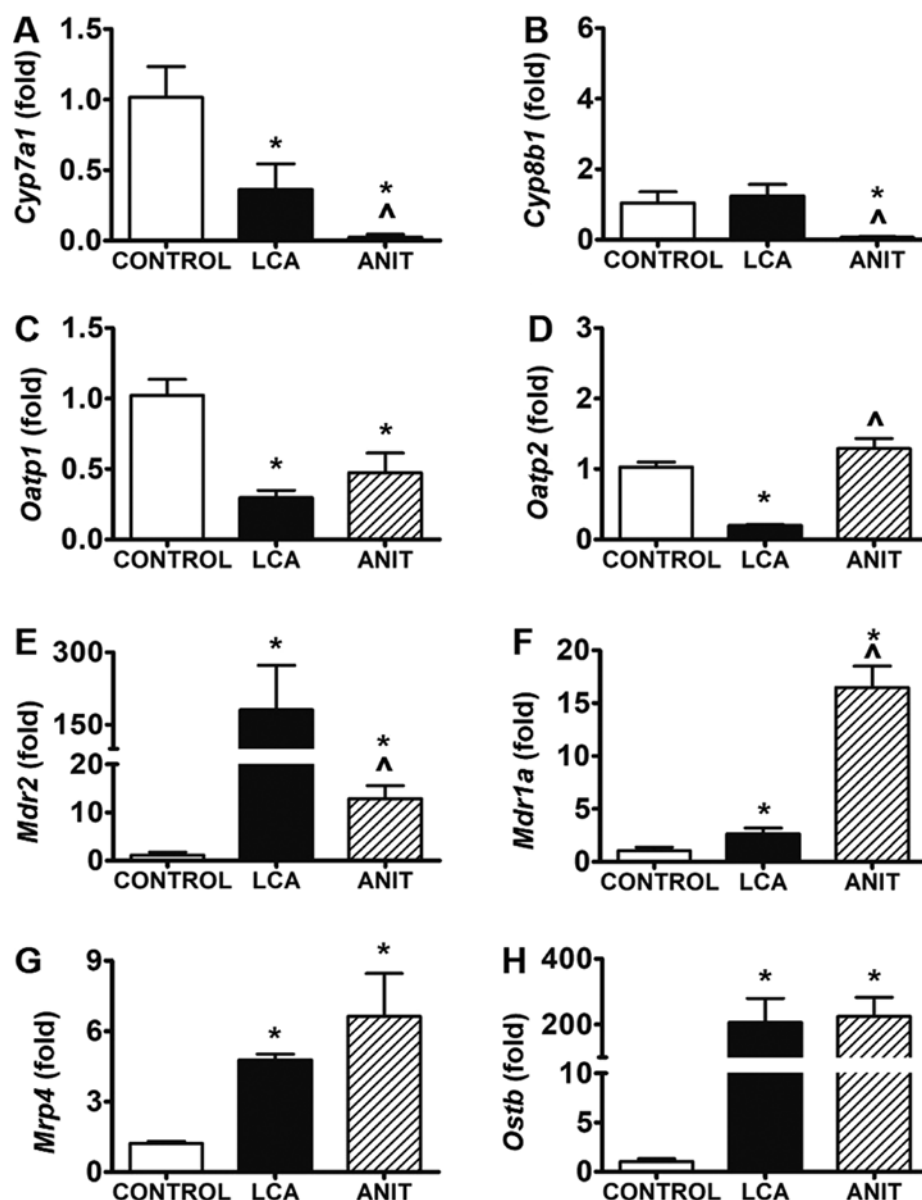 A
Cyp7a1 (fold)
1.5
1.0
0.5
0.0
*
*
^
CONTROL LCA ANIT
B
Cyp8b1 (fold)
6
4
2
0
*
^
CONTROL LCA ANIT
C
Oatp1 (fold)
1.5
1.0
0.5
0.0
*
*
CONTROL LCA ANIT
D
Oatp2 (fold)
3
2
1
0
*
^
CONTROL LCA ANIT
E
Mdr2 (fold)
300
150
20
10
0
*
*
^
CONTROL LCA ANIT
F
Mdr1a (fold)
20
15
10
5
0
*
*
^
CONTROL LCA ANIT
G
Mrp4 (fold)
9
6
3
0
*
*
CONTROL LCA ANIT
H
Ostb (fold)
400
200
10
5
0
*
*
CONTROL LCA ANIT